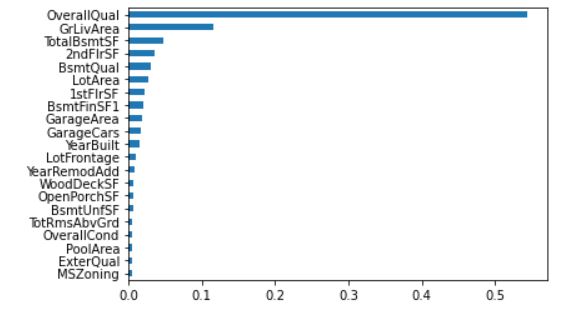 OverallQual
GrLivArea
TotalBsmtSF
2ndFlrSF
BsmtQual
LotArea
1stFlrSF
BsmtFinSF1
GarageArea
GarageCars
YearBuilt
LotFrontage
YearRemodAdd
WoodDeckSF
OpenPorchSF
BsmtUnfSF
TotRmsAbvGrd
OverallCond
PoolArea
ExterQual
MSZoning
0.0 0.1 0.2 0.3 0.4 0.5